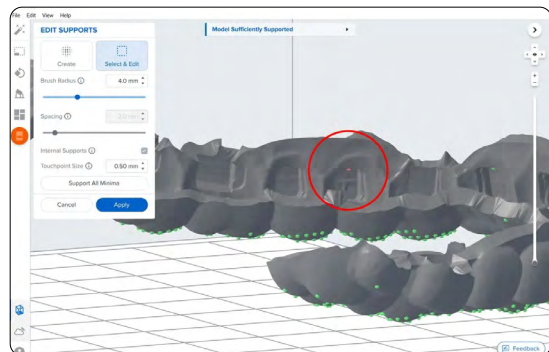 File Edit View Help
EDIT SUPPORTS
Model Sufficiently Supported
Create
Select & Edit
Brush Radius
4.0 mm
Spacing
Internal Supports
Touchpoint Size
0.50 mm
Support All Minima
Cancel
Apply
Feedback